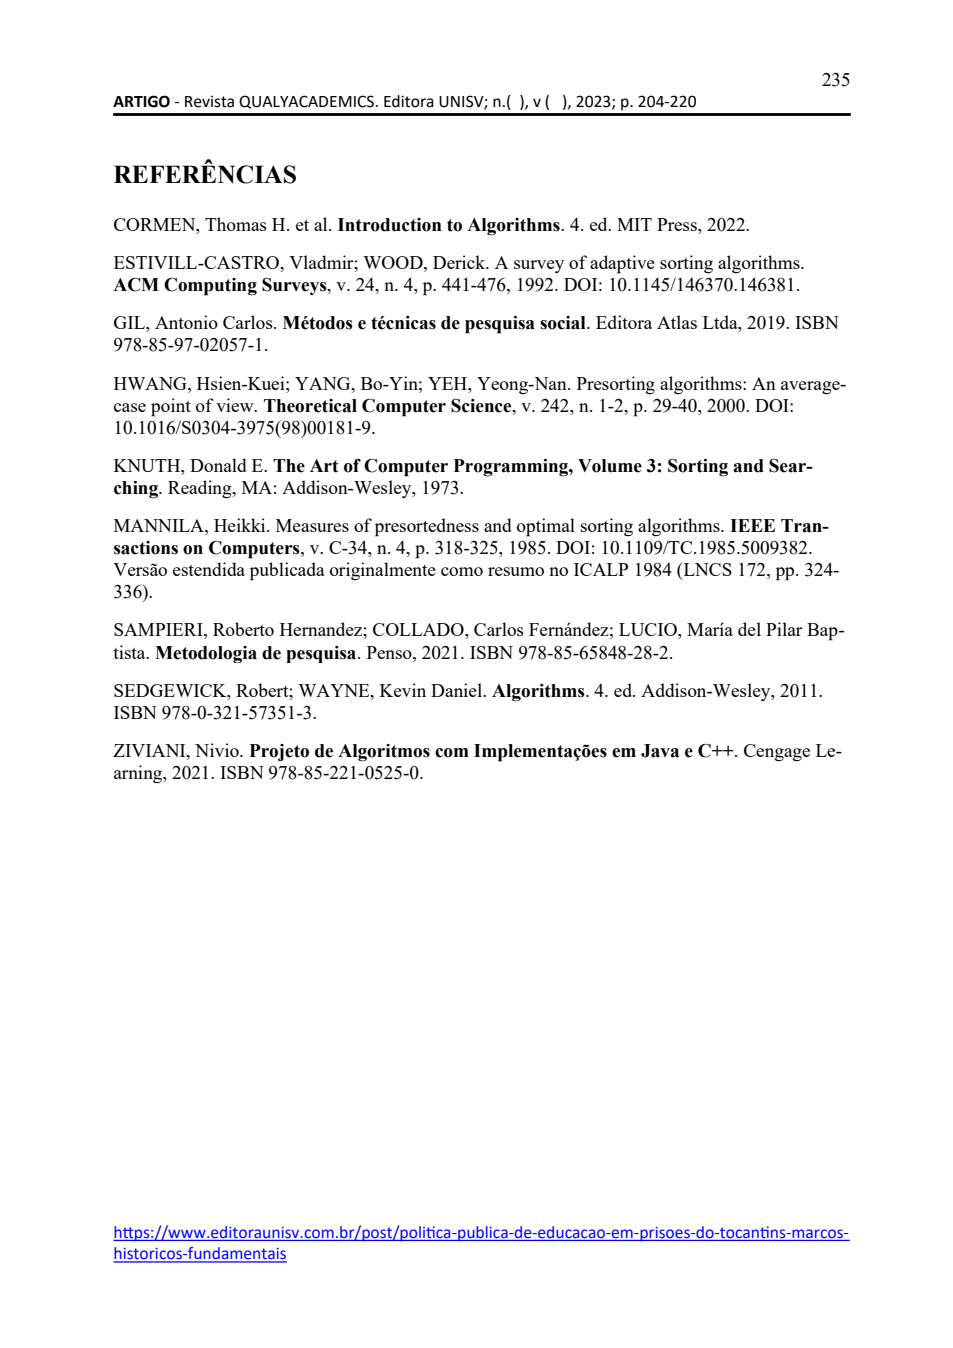 235
ARTIGO - Revista QUALYACADEMICS. Editora UNISV; n.(  ), v (   ), 2023; p. 204-220
REFERÊNCIAS
CORMEN, Thomas H. et al. Introduction to Algorithms. 4. ed. MIT Press, 2022.
ESTIVILL-CASTRO, Vladmir; WOOD, Derick. A survey of adaptive sorting algorithms.
ACM Computing Surveys, v. 24, n. 4, p. 441-476, 1992. DOI: 10.1145/146370.146381.
GIL, Antonio Carlos. Métodos e técnicas de pesquisa social. Editora Atlas Ltda, 2019. ISBN
978-85-97-02057-1.
HWANG, Hsien-Kuei; YANG, Bo-Yin; YEH, Yeong-Nan. Presorting algorithms: An average-
case point of view. Theoretical Computer Science, v. 242, n. 1-2, p. 29-40, 2000. DOI:
10.1016/S0304-3975(98)00181-9.
KNUTH, Donald E. The Art of Computer Programming, Volume 3: Sorting and Sear-
ching. Reading, MA: Addison-Wesley, 1973.
MANNILA, Heikki. Measures of presortedness and optimal sorting algorithms. IEEE Tran-
sactions on Computers, v. C-34, n. 4, p. 318-325, 1985. DOI: 10.1109/TC.1985.5009382.
Versão estendida publicada originalmente como resumo no ICALP 1984 (LNCS 172, pp. 324-
336).
SAMPIERI, Roberto Hernandez; COLLADO, Carlos Fernández; LUCIO, María del Pilar Bap-
tista. Metodologia de pesquisa. Penso, 2021. ISBN 978-85-65848-28-2.
SEDGEWICK, Robert; WAYNE, Kevin Daniel. Algorithms. 4. ed. Addison-Wesley, 2011.
ISBN 978-0-321-57351-3.
ZIVIANI, Nivio. Projeto de Algoritmos com Implementações em Java e C++. Cengage Le-
arning, 2021. ISBN 978-85-221-0525-0.
https://www.editoraunisv.com.br/post/politica-publica-de-educacao-em-prisoes-do-tocantins-marcos-
historicos-fundamentais